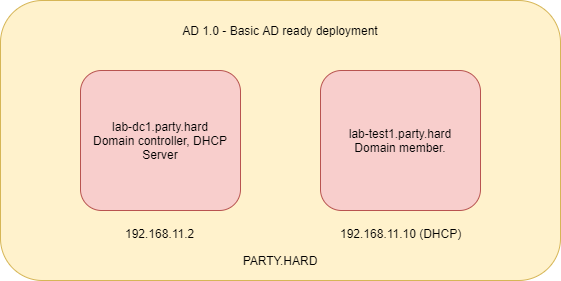 AD 1.0 - Basic AD ready deployment
lab-dc1.party.hard
Domain controller, DHCP
Server
lab-test1.party.hard
Domain member.
192.168.11.2
192.168.11.10 (DHCP)
PARTY.HARD